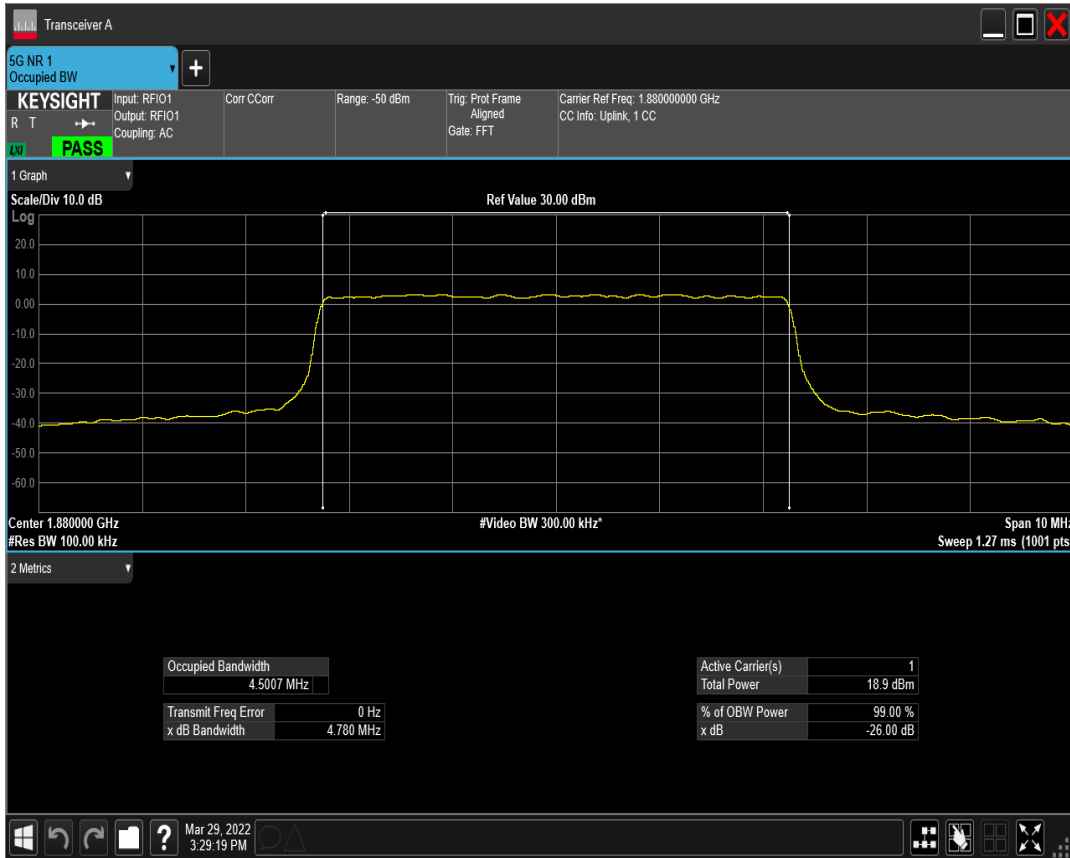 Transceiver A
5G NR 1
Occupied BW
KEYSIGHT
R T
LXI
PASS
Input: RFIO1
Output: RFIO1
Coupling: AC
Corr CCorr
Range: -50 dBm
Trig: Prot Frame
Aligned
Gate: FFT
Carrier Ref Freq: 1.880000000 GHz
CC Info: Uplink, 1 CC
1 Graph
Scale/Div 10.0 dB
Ref Value 30.00 dBm
Log
20.0
10.0
0.00
-10.0
-20.0
-30.0
-40.0
-50.0
-60.0
Center 1.880000 GHz
#Video BW 300.00 kHz*
Span 10 MHz
#Res BW 100.00 kHz
Sweep 1.27 ms (1001 pts
2 Metrics
Occupied Bandwidth
4.5007 MHz
Transmit Freq Error 0 Hz
x dB Bandwidth 4.780 MHz
Active Carrier(s) 1
Total Power 18.9 dBm
% of OBW Power 99.00 %
x dB -26.00 dB
?
Mar 29, 2022
3:29:19 PM